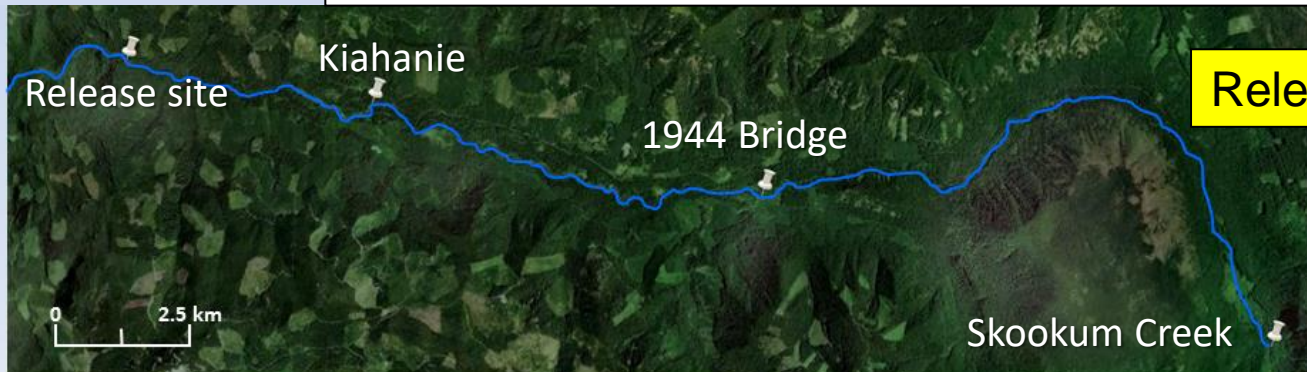 Kiahanie
Release site
Rele
1944 Bridge
0 2.5 km
Skookum Creek